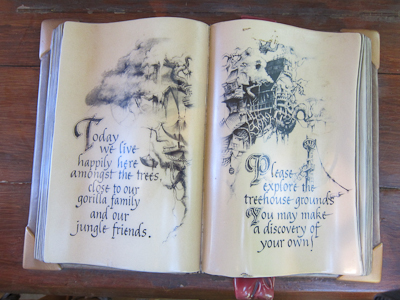 Today
we live
happily here
amongst the trees,
close to our
gorilla family
and our
jungle friends.
Please
explore the
treehouse grounds
You may make
a discovery of
your own!